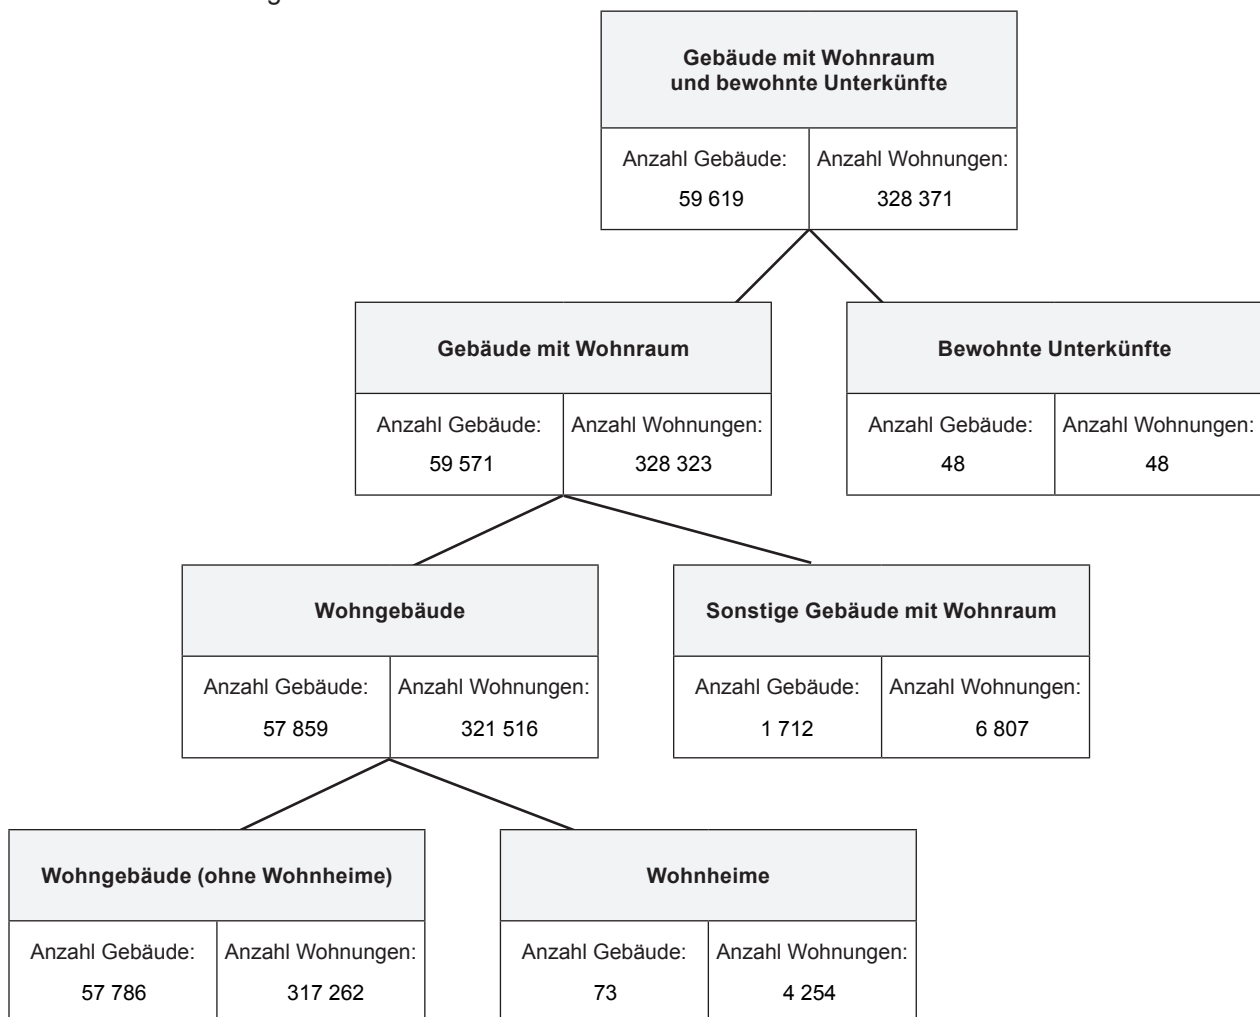 Gebäude mit Wohnraum
und bewohnte Unterkünfte
Anzahl Gebäude: Anzahl Wohnungen:
59 619 328 371
Gebäude mit Wohnraum Bewohnte Unterkünfte
Anzahl Gebäude: Anzahl Wohnungen: Anzahl Gebäude: Anzahl Wohnungen:
59 571 328 323 48 48
Wohngebäude Sonstige Gebäude mit Wohnraum
Anzahl Gebäude: Anzahl Wohnungen: Anzahl Gebäude: Anzahl Wohnungen:
57 859 321 516 1 712 6 807
Wohngebäude (ohne Wohnheime) Wohnheime
Anzahl Gebäude: Anzahl Wohnungen: Anzahl Gebäude: Anzahl Wohnungen:
57 786 317 262 73 4 254